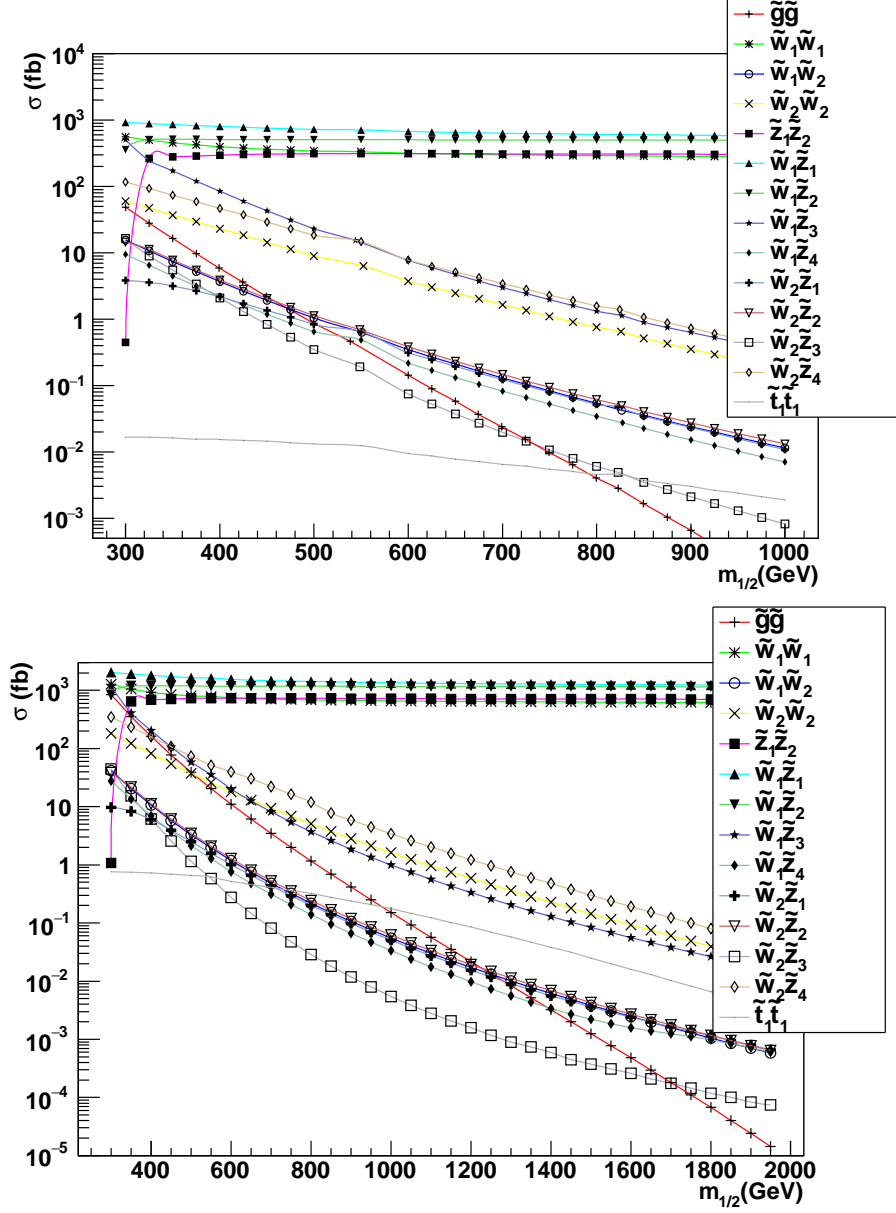 g̃g̃
w̃₁w̃₁
w̃₁w̃₂
w̃₂w̃₂
z̃₁z̃₂
w̃₁z̃₁
w̃₁z̃₂
w̃₁z̃₃
w̃₁z̃₄
w̃₂z̃₁
w̃₂z̃₂
w̃₂z̃₃
w̃₂z̃₄
t̃₁t̃₁
σ (fb)
10⁴
10³
10²
10
1
10⁻¹
10⁻²
10⁻³
300 400 500 600 700 800 900 1000
m₁/₂(GeV)
g̃g̃
w̃₁w̃₁
w̃₁w̃₂
w̃₂w̃₂
z̃₁z̃₂
w̃₁z̃₁
w̃₁z̃₂
w̃₁z̃₃
w̃₁z̃₄
w̃₂z̃₁
w̃₂z̃₂
w̃₂z̃₃
w̃₂z̃₄
t̃₁t̃₁
σ (fb)
10³
10²
10
1
10⁻¹
10⁻²
10⁻³
10⁻⁴
10⁻⁵
400 600 800 1000 1200 1400 1600 1800 2000
m₁/₂(GeV)